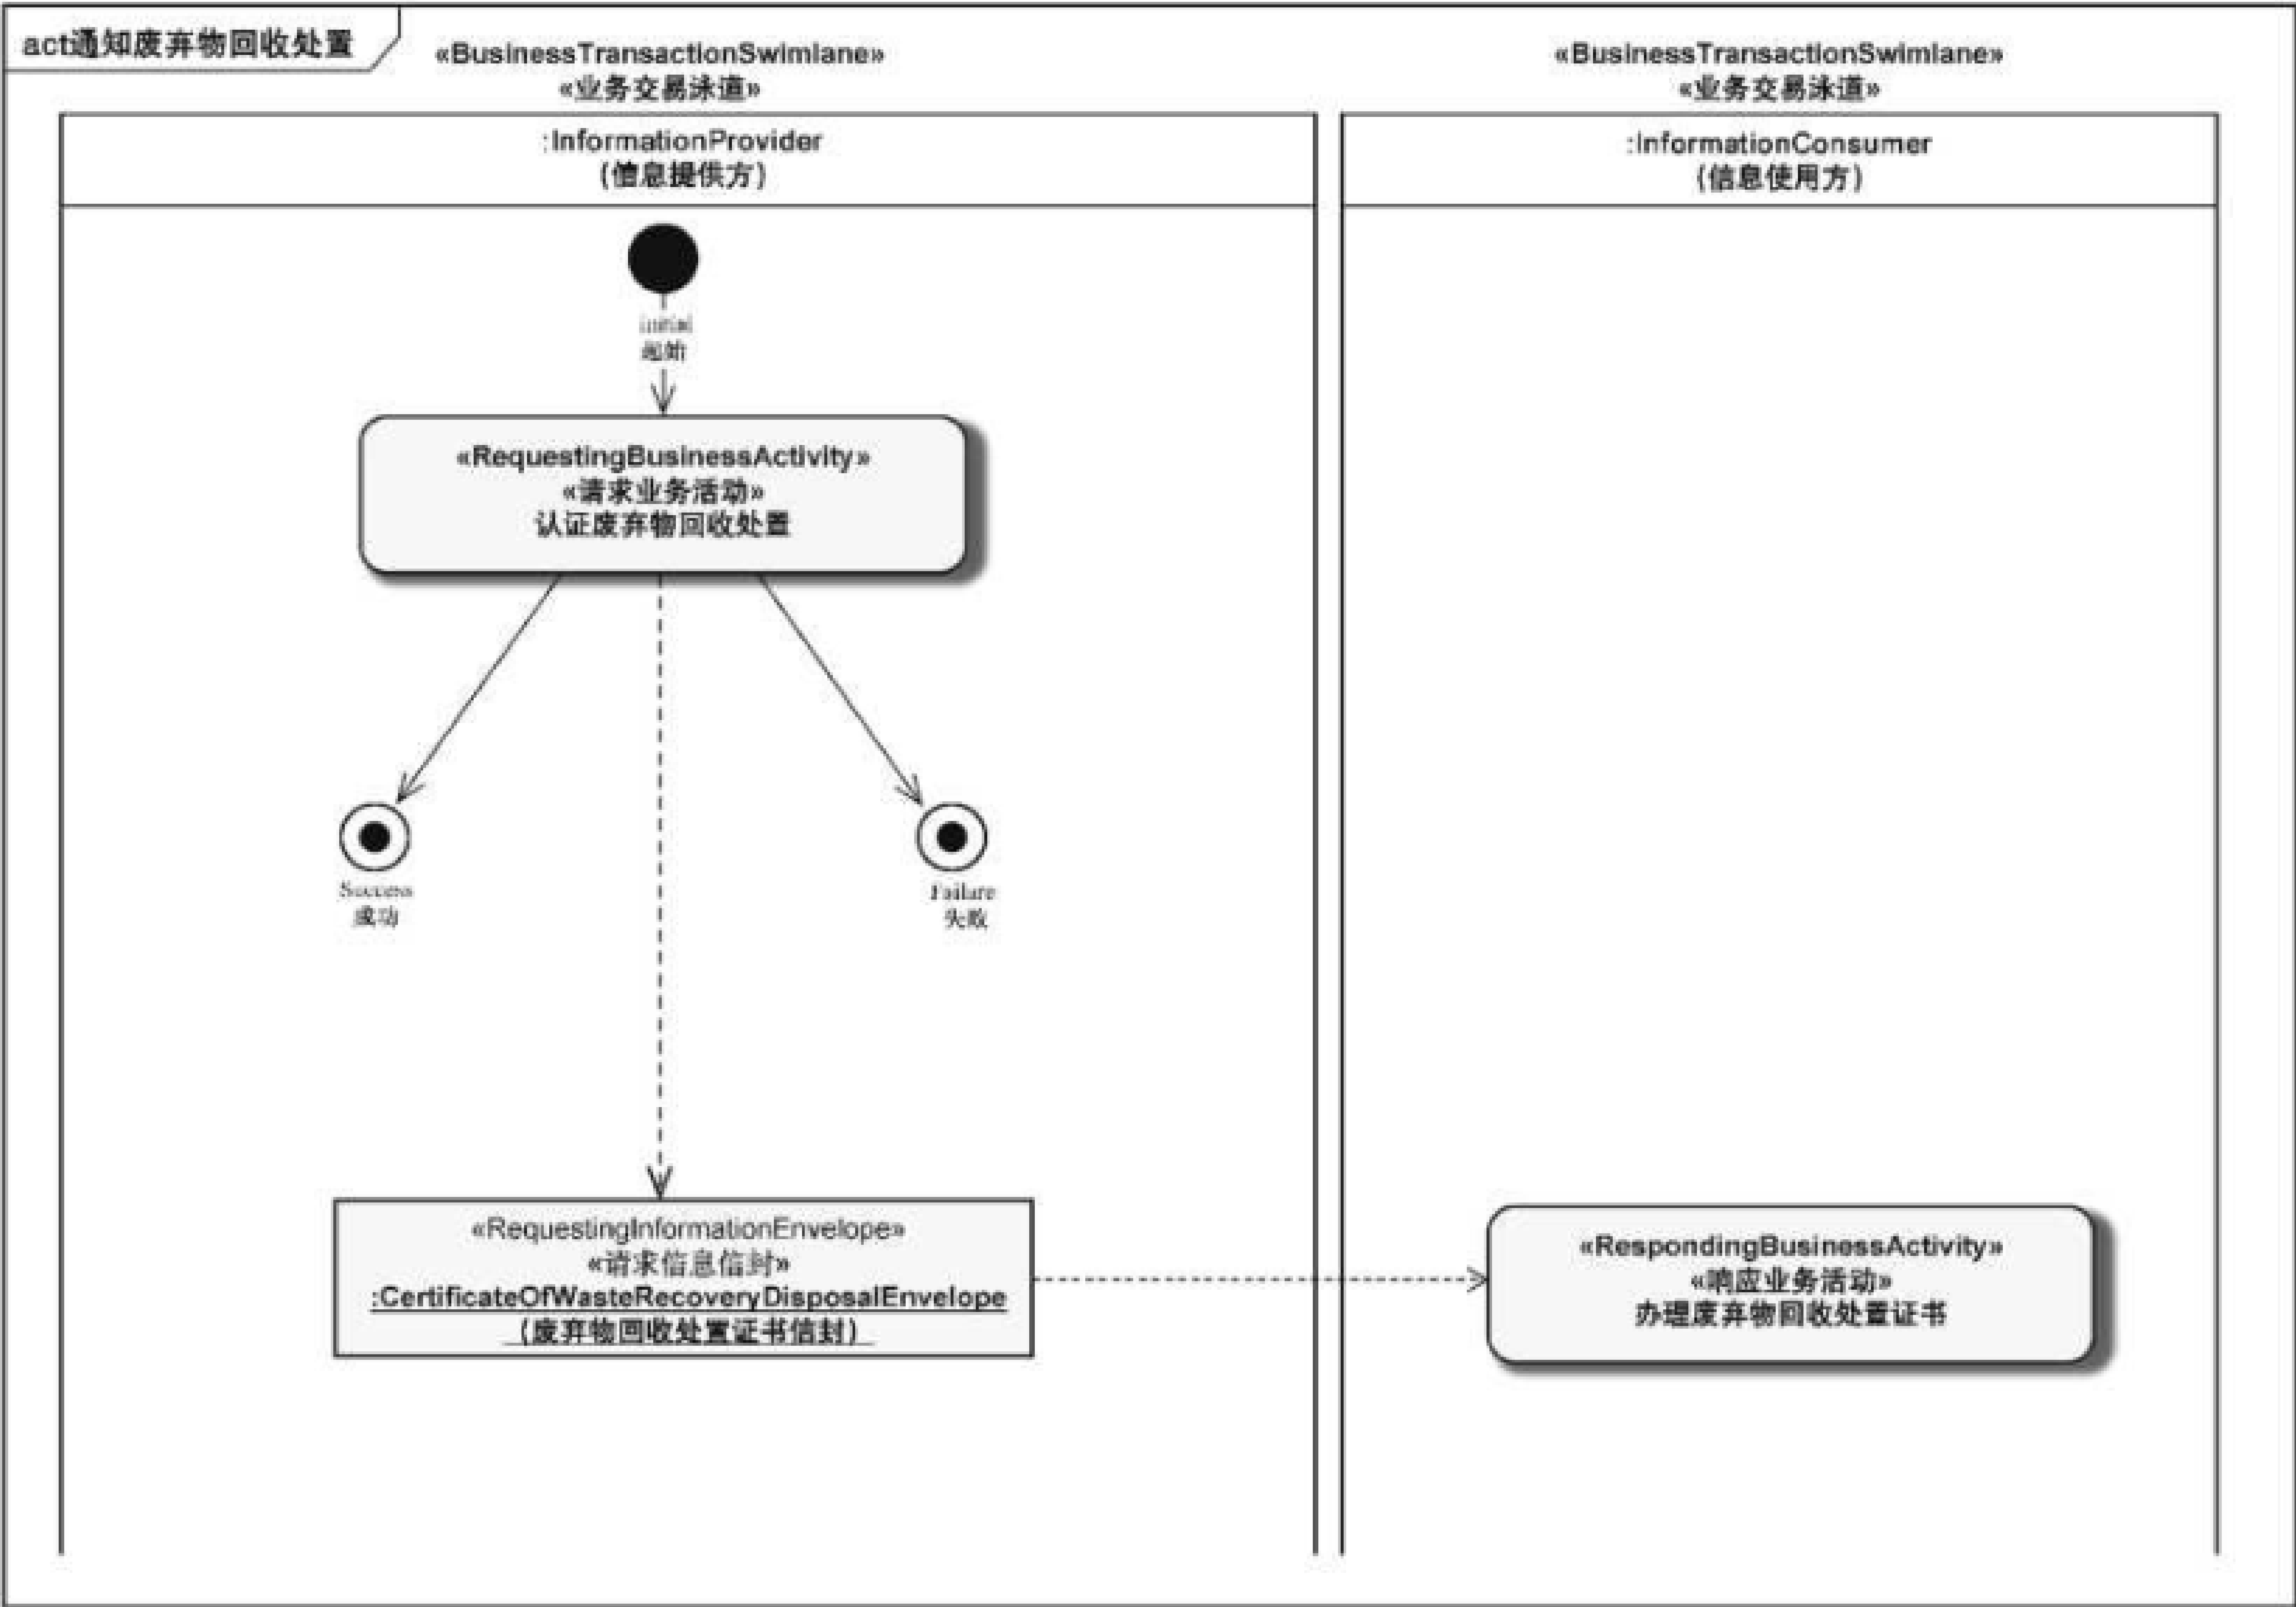 act通知废弃物回收处置
«BusinessTransactionSwimlane»
«业务交易泳道»
:InformationProvider
(信息提供方)
«BusinessTransactionSwimlane»
«业务交易泳道»
:InformationConsumer
(信息使用方)
initial
起始
«RequestingBusinessActivity»
«请求业务活动»
认证废弃物回收处置
Success
成功
Failure
失败
«RequestingInformationEnvelope»
«请求信息信封»
:CertificateOfWasteRecoveryDisposalEnvelope
(废弃物回收处置证书信封)
«RespondingBusinessActivity»
«响应业务活动»
办理废弃物回收处置证书